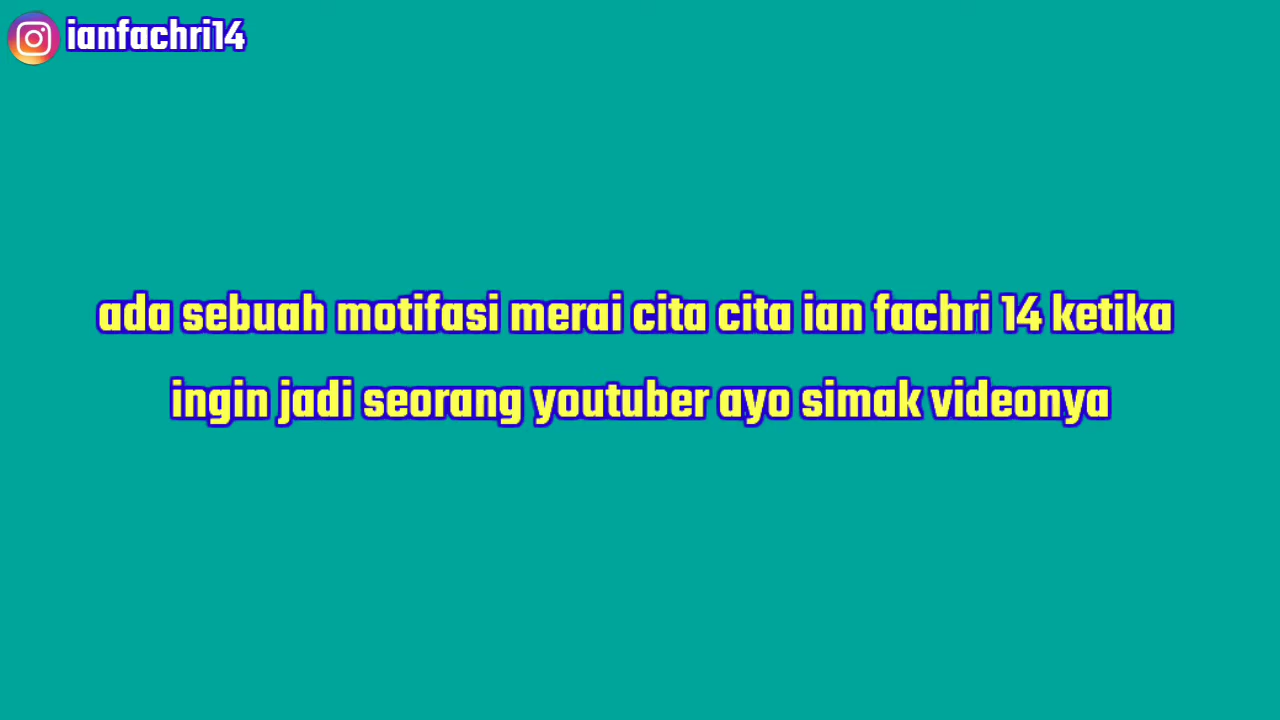 ianfachri14
ada sebuah motifasi merai cita cita ian fachri 14 ketika
ingin jadi seorang youtuber ayo simak videonya